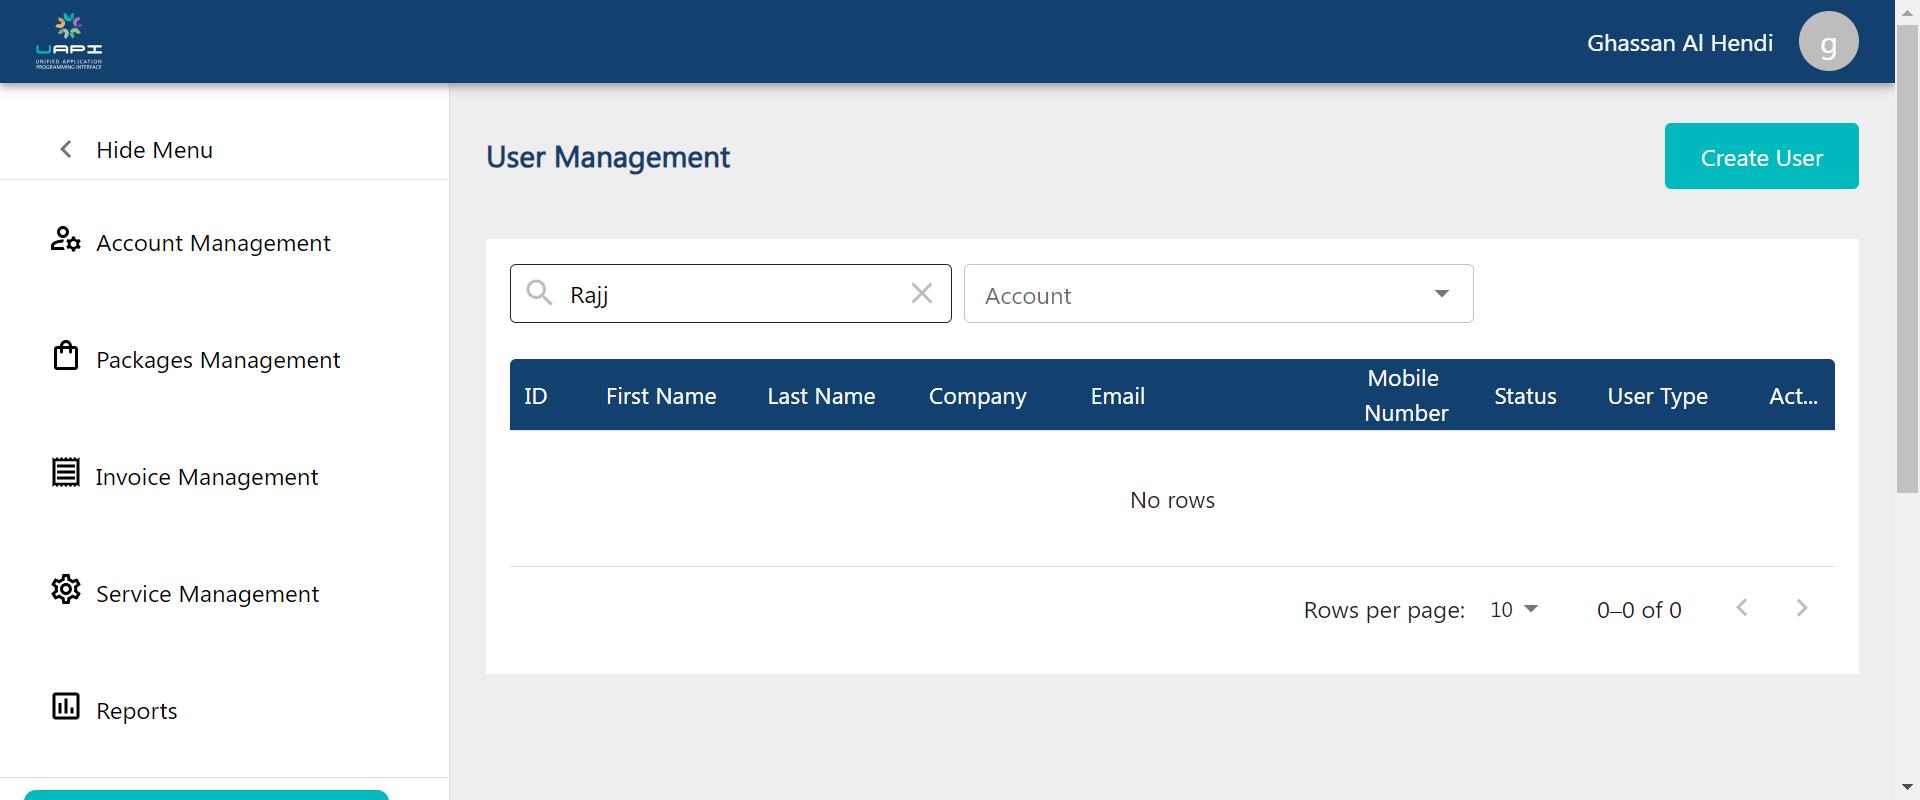 UAPI
UNIFIED APPLICATION
PROGRAMMING INTERFACE
Ghassan Al Hendi
g
Hide Menu
Account Management
Packages Management
Invoice Management
Service Management
Reports
User Management
Create User
Rajj
Account
ID First Name Last Name Company Email Mobile Number Status User Type Act...
No rows
Rows per page: 10 0–0 of 0